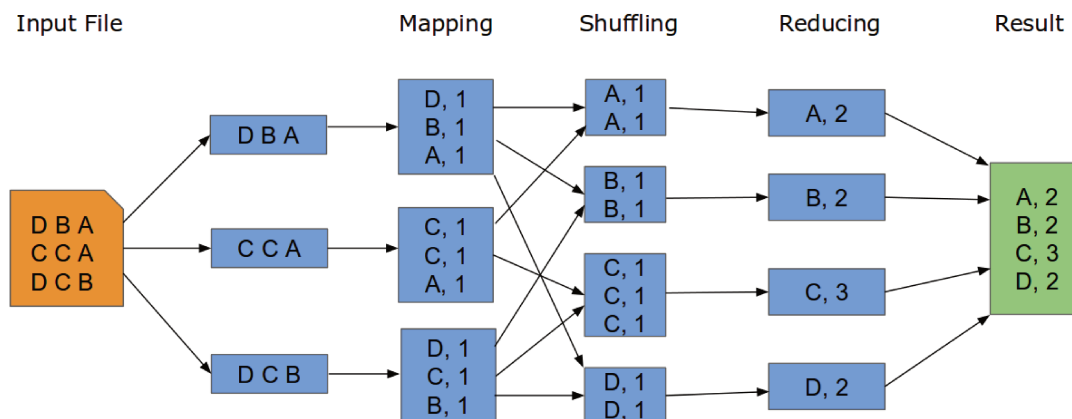 Input File
Mapping
Shuffling
Reducing
Result
D B A
C C A
D C B
D B A
C C A
D C B
D, 1
B, 1
A, 1
C, 1
C, 1
A, 1
D, 1
C, 1
B, 1
A, 1
A, 1
B, 1
B, 1
C, 1
C, 1
C, 1
D, 1
D, 1
A, 2
B, 2
C, 3
D, 2
A, 2
B, 2
C, 3
D, 2